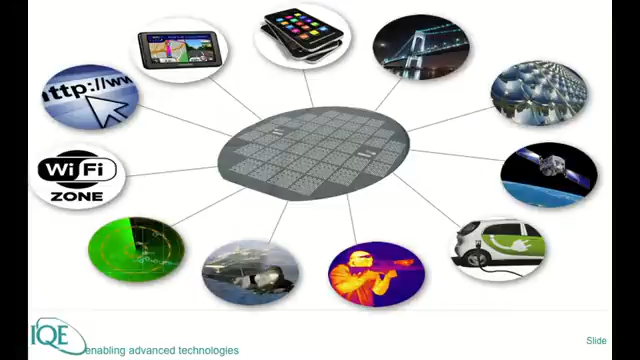 http://ww
Wi Fi
ZONE
IQE
enabling advanced technologies
Slide